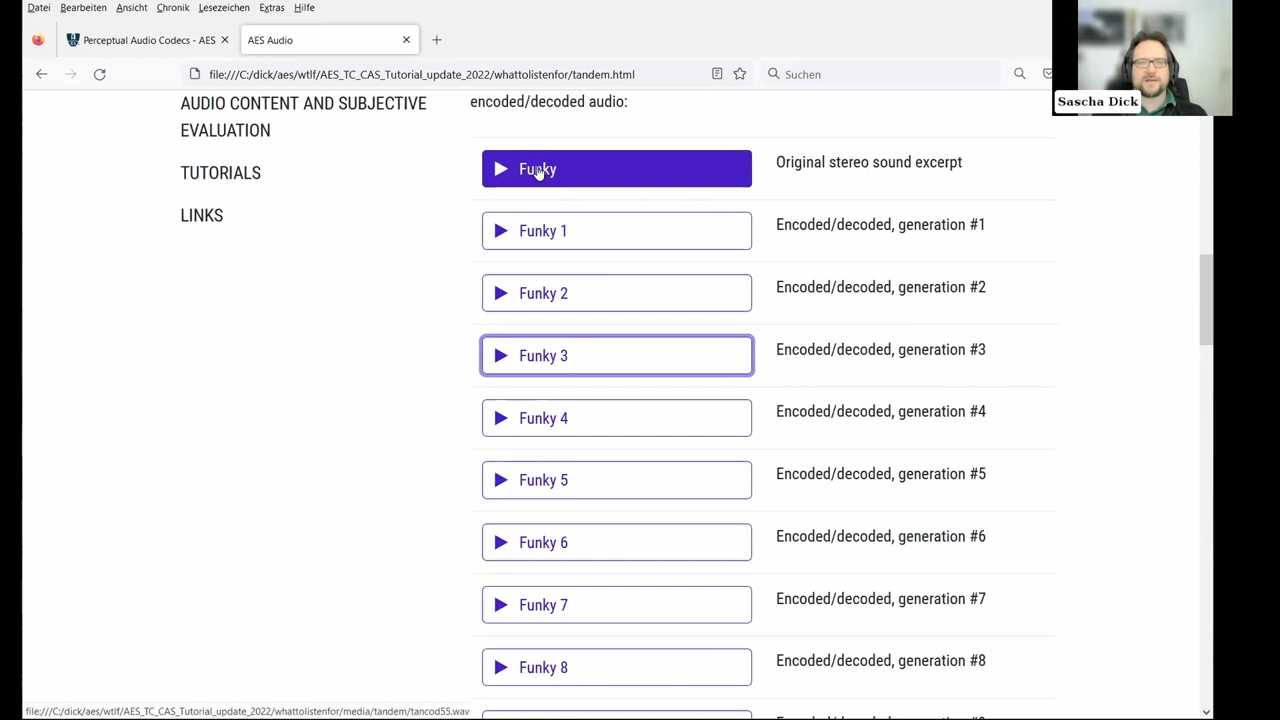 Datei Bearbeiten Ansicht Chronik Lesezeichen Extras Hilfe
Perceptual Audio Codecs - AES
AES Audio
file:///C:/dick/aes/wtlf/AES_TC_CAS_Tutorial_update_2022/whattolistenfor/tandem.html
Suchen
Sascha Dick
AUDIO CONTENT AND SUBJECTIVE
EVALUATION
TUTORIALS
LINKS
encoded/decoded audio:
Funky Original stereo sound excerpt
Funky 1 Encoded/decoded, generation #1
Funky 2 Encoded/decoded, generation #2
Funky 3 Encoded/decoded, generation #3
Funky 4 Encoded/decoded, generation #4
Funky 5 Encoded/decoded, generation #5
Funky 6 Encoded/decoded, generation #6
Funky 7 Encoded/decoded, generation #7
Funky 8 Encoded/decoded, generation #8
file:///C:/dick/aes/wtlf/AES_TC_CAS_Tutorial_update_2022/whattolistenfor/media/tandem/tancod55.wav